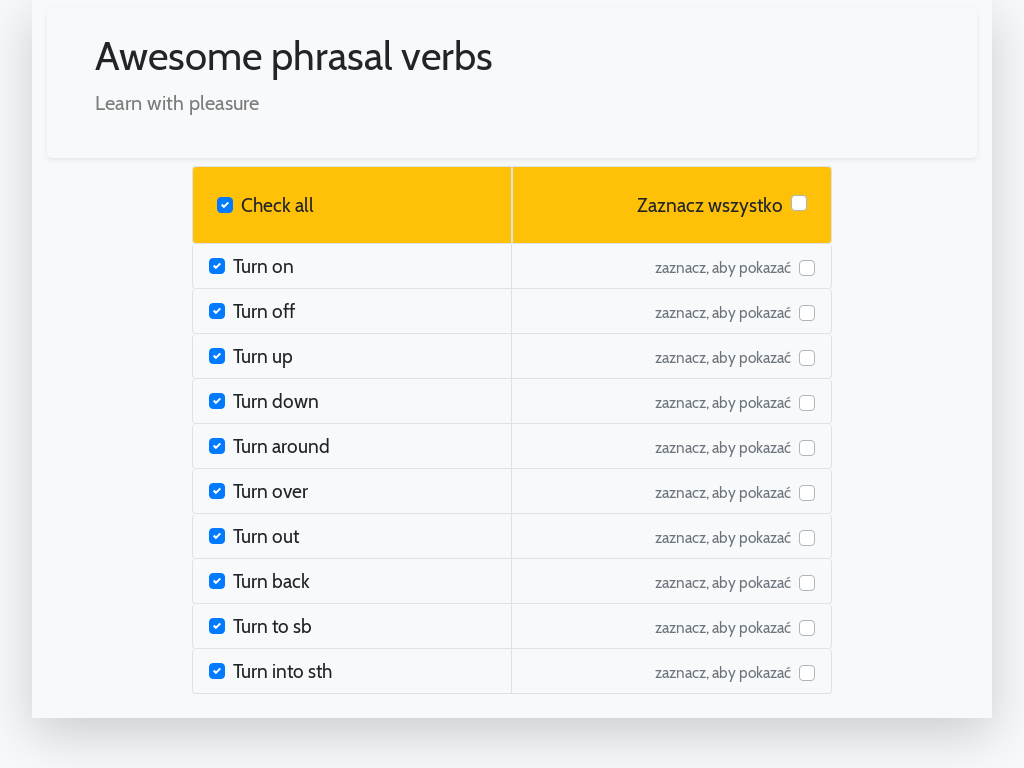 Awesome phrasal verbs
Learn with pleasure
Check all Zaznacz wszystko
Turn on zaznacz, aby pokazać
Turn off zaznacz, aby pokazać
Turn up zaznacz, aby pokazać
Turn down zaznacz, aby pokazać
Turn around zaznacz, aby pokazać
Turn over zaznacz, aby pokazać
Turn out zaznacz, aby pokazać
Turn back zaznacz, aby pokazać
Turn to sb zaznacz, aby pokazać
Turn into sth zaznacz, aby pokazać